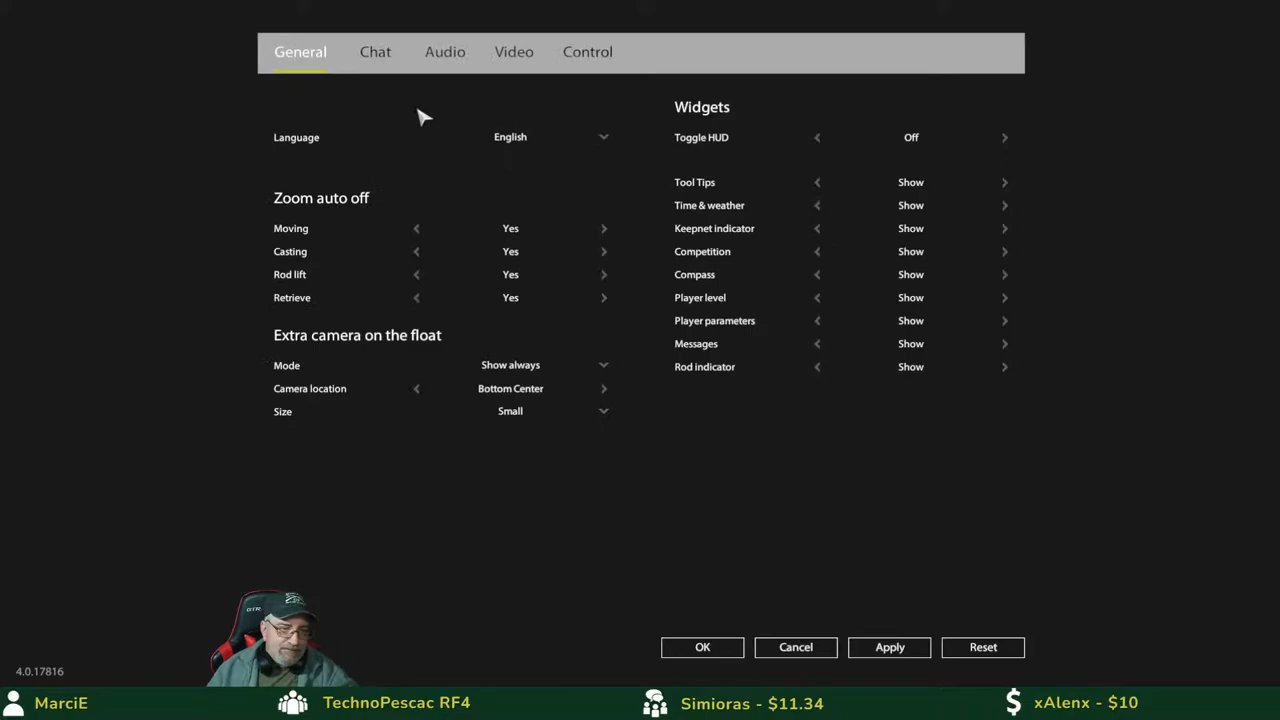 General Chat Audio Video Control
Language English
Zoom auto off
Moving Yes
Casting Yes
Rod lift Yes
Retrieve Yes
Extra camera on the float
Mode Show always
Camera location Bottom Center
Size Small
Widgets
Toggle HUD Off
Tool Tips Show
Time & weather Show
Keepnet indicator Show
Competition Show
Compass Show
Player level Show
Player parameters Show
Messages Show
Rod indicator Show
OK Cancel Apply Reset
4.0.17816
MarciE TechnoPescac RF4 Simioras - $11.34 xAlenx - $10